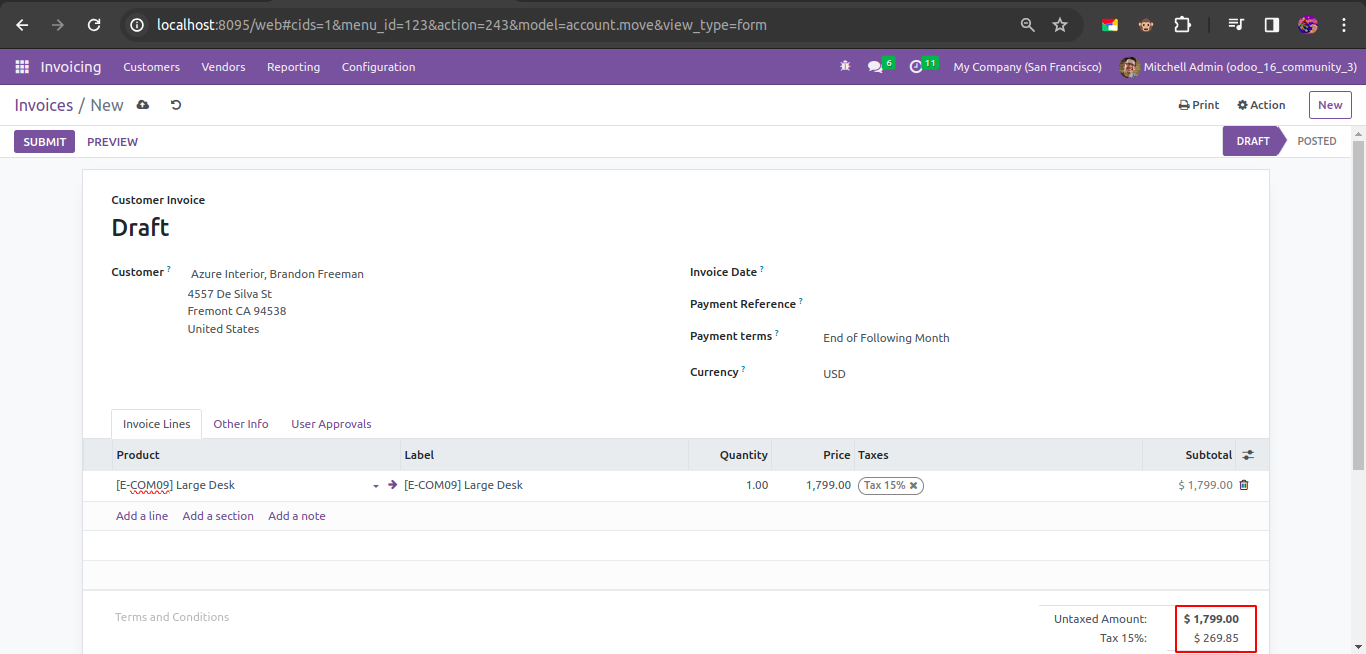 localhost:8095/web#cids=1&menu_id=123&action=243&model=account.move&view_type=form
Invoicing Customers Vendors Reporting Configuration 6 11 My Company (San Francisco) Mitchell Admin (odoo_16_community_3)
Invoices / New Print Action New
SUBMIT PREVIEW DRAFT POSTED
Customer Invoice
Draft
Customer ? Azure Interior, Brandon Freeman
4557 De Silva St
Fremont CA 94538
United States
Invoice Date ?
Payment Reference ?
Payment terms ? End of Following Month
Currency ? USD
Invoice Lines Other Info User Approvals
Product Label Quantity Price Taxes Subtotal
[E-COM09] Large Desk [E-COM09] Large Desk 1.00 1,799.00 Tax 15% $ 1,799.00
Add a line Add a section Add a note
Terms and Conditions
Untaxed Amount: $ 1,799.00
Tax 15%: $ 269.85